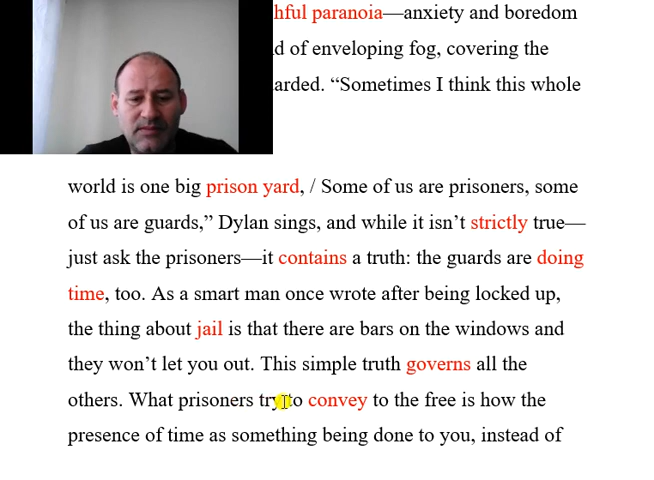 hful paranoia—anxiety and boredom
d of enveloping fog, covering the
arded. “Sometimes I think this whole
world is one big prison yard, / Some of us are prisoners, some
of us are guards,” Dylan sings, and while it isn’t strictly true—
just ask the prisoners—it contains a truth: the guards are doing
time, too. As a smart man once wrote after being locked up,
the thing about jail is that there are bars on the windows and
they won’t let you out. This simple truth governs all the
others. What prisoners try to convey to the free is how the
presence of time as something being done to you, instead of